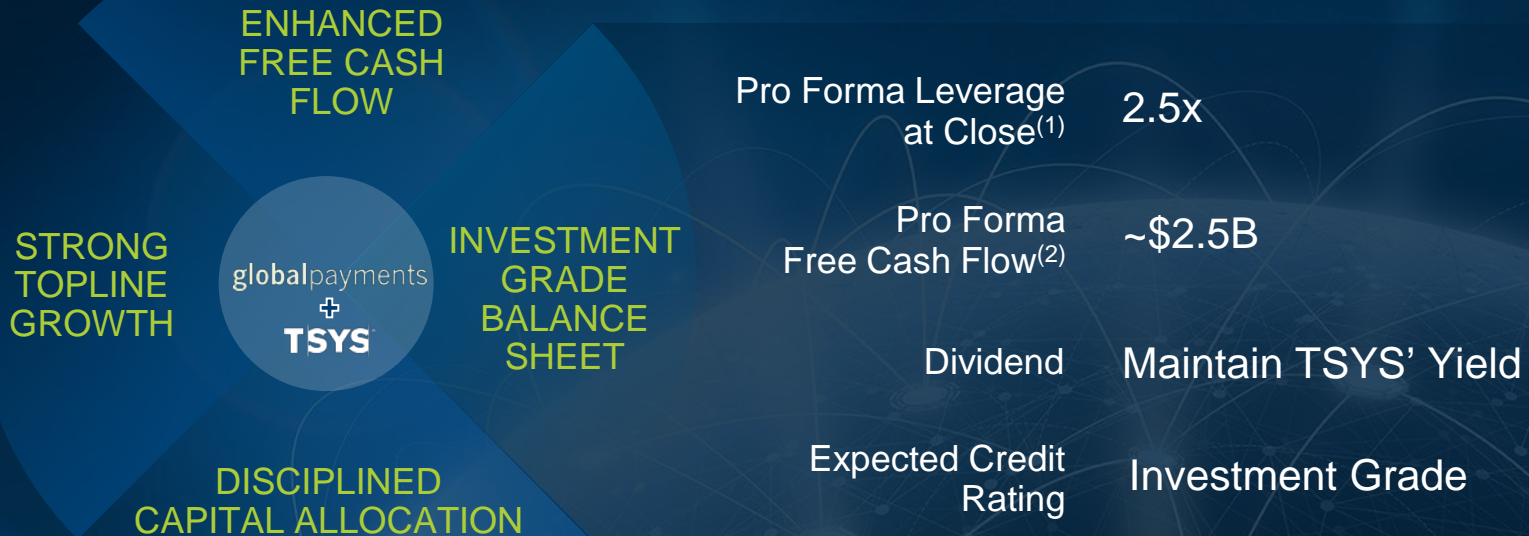 ENHANCED
FREE CASH
FLOW
STRONG
TOPLINE
GROWTH
globalpayments
+
TSYS
INVESTMENT
GRADE
BALANCE
SHEET
DISCIPLINED
CAPITAL ALLOCATION
Pro Forma Leverage
at Close(1)
2.5x
Pro Forma
Free Cash Flow(2)
~$2.5B
Dividend
Maintain TSYS' Yield
Expected Credit
Rating
Investment Grade